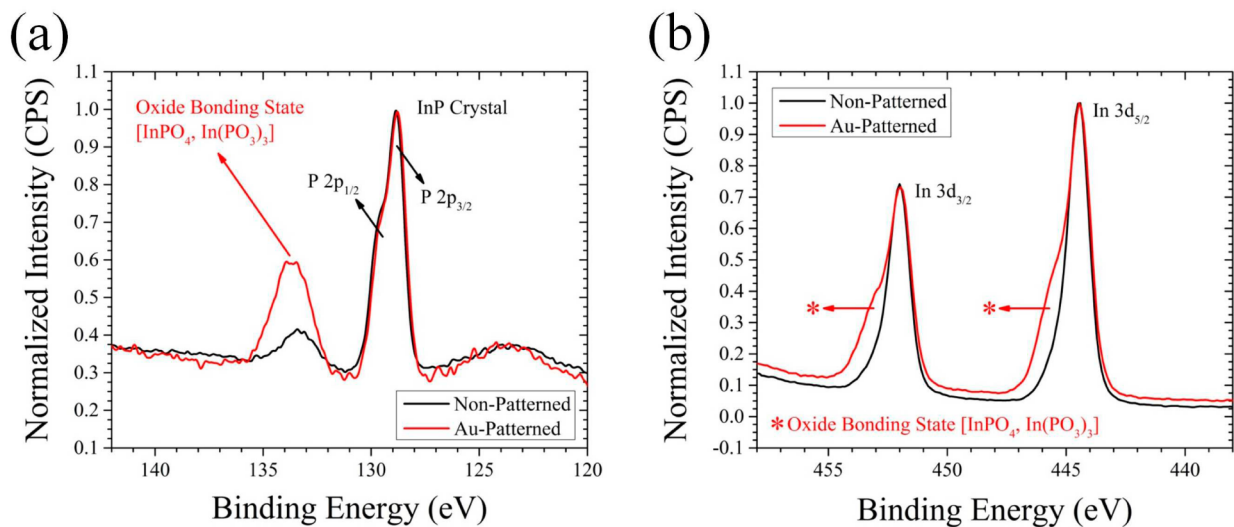 (a)
Normalized Intensity (CPS)
1.1
1.0
0.9
0.8
0.7
0.6
0.5
0.4
0.3
0.2
0.1
Oxide Bonding State
[InPO₄, In(PO₃)₃]
InP Crystal
P 2p₁/₂
P 2p₃/₂
Non-Patterned
Au-Patterned
140 135 130 125 120
Binding Energy (eV)
(b)
Normalized Intensity (CPS)
1.1
1.0
0.9
0.8
0.7
0.6
0.5
0.4
0.3
0.2
0.1
0.0
-0.1
Non-Patterned
Au-Patterned
In 3d₅/₂
In 3d₃/₂
* *
*Oxide Bonding State [InPO₄, In(PO₃)₃]
455 450 445 440
Binding Energy (eV)